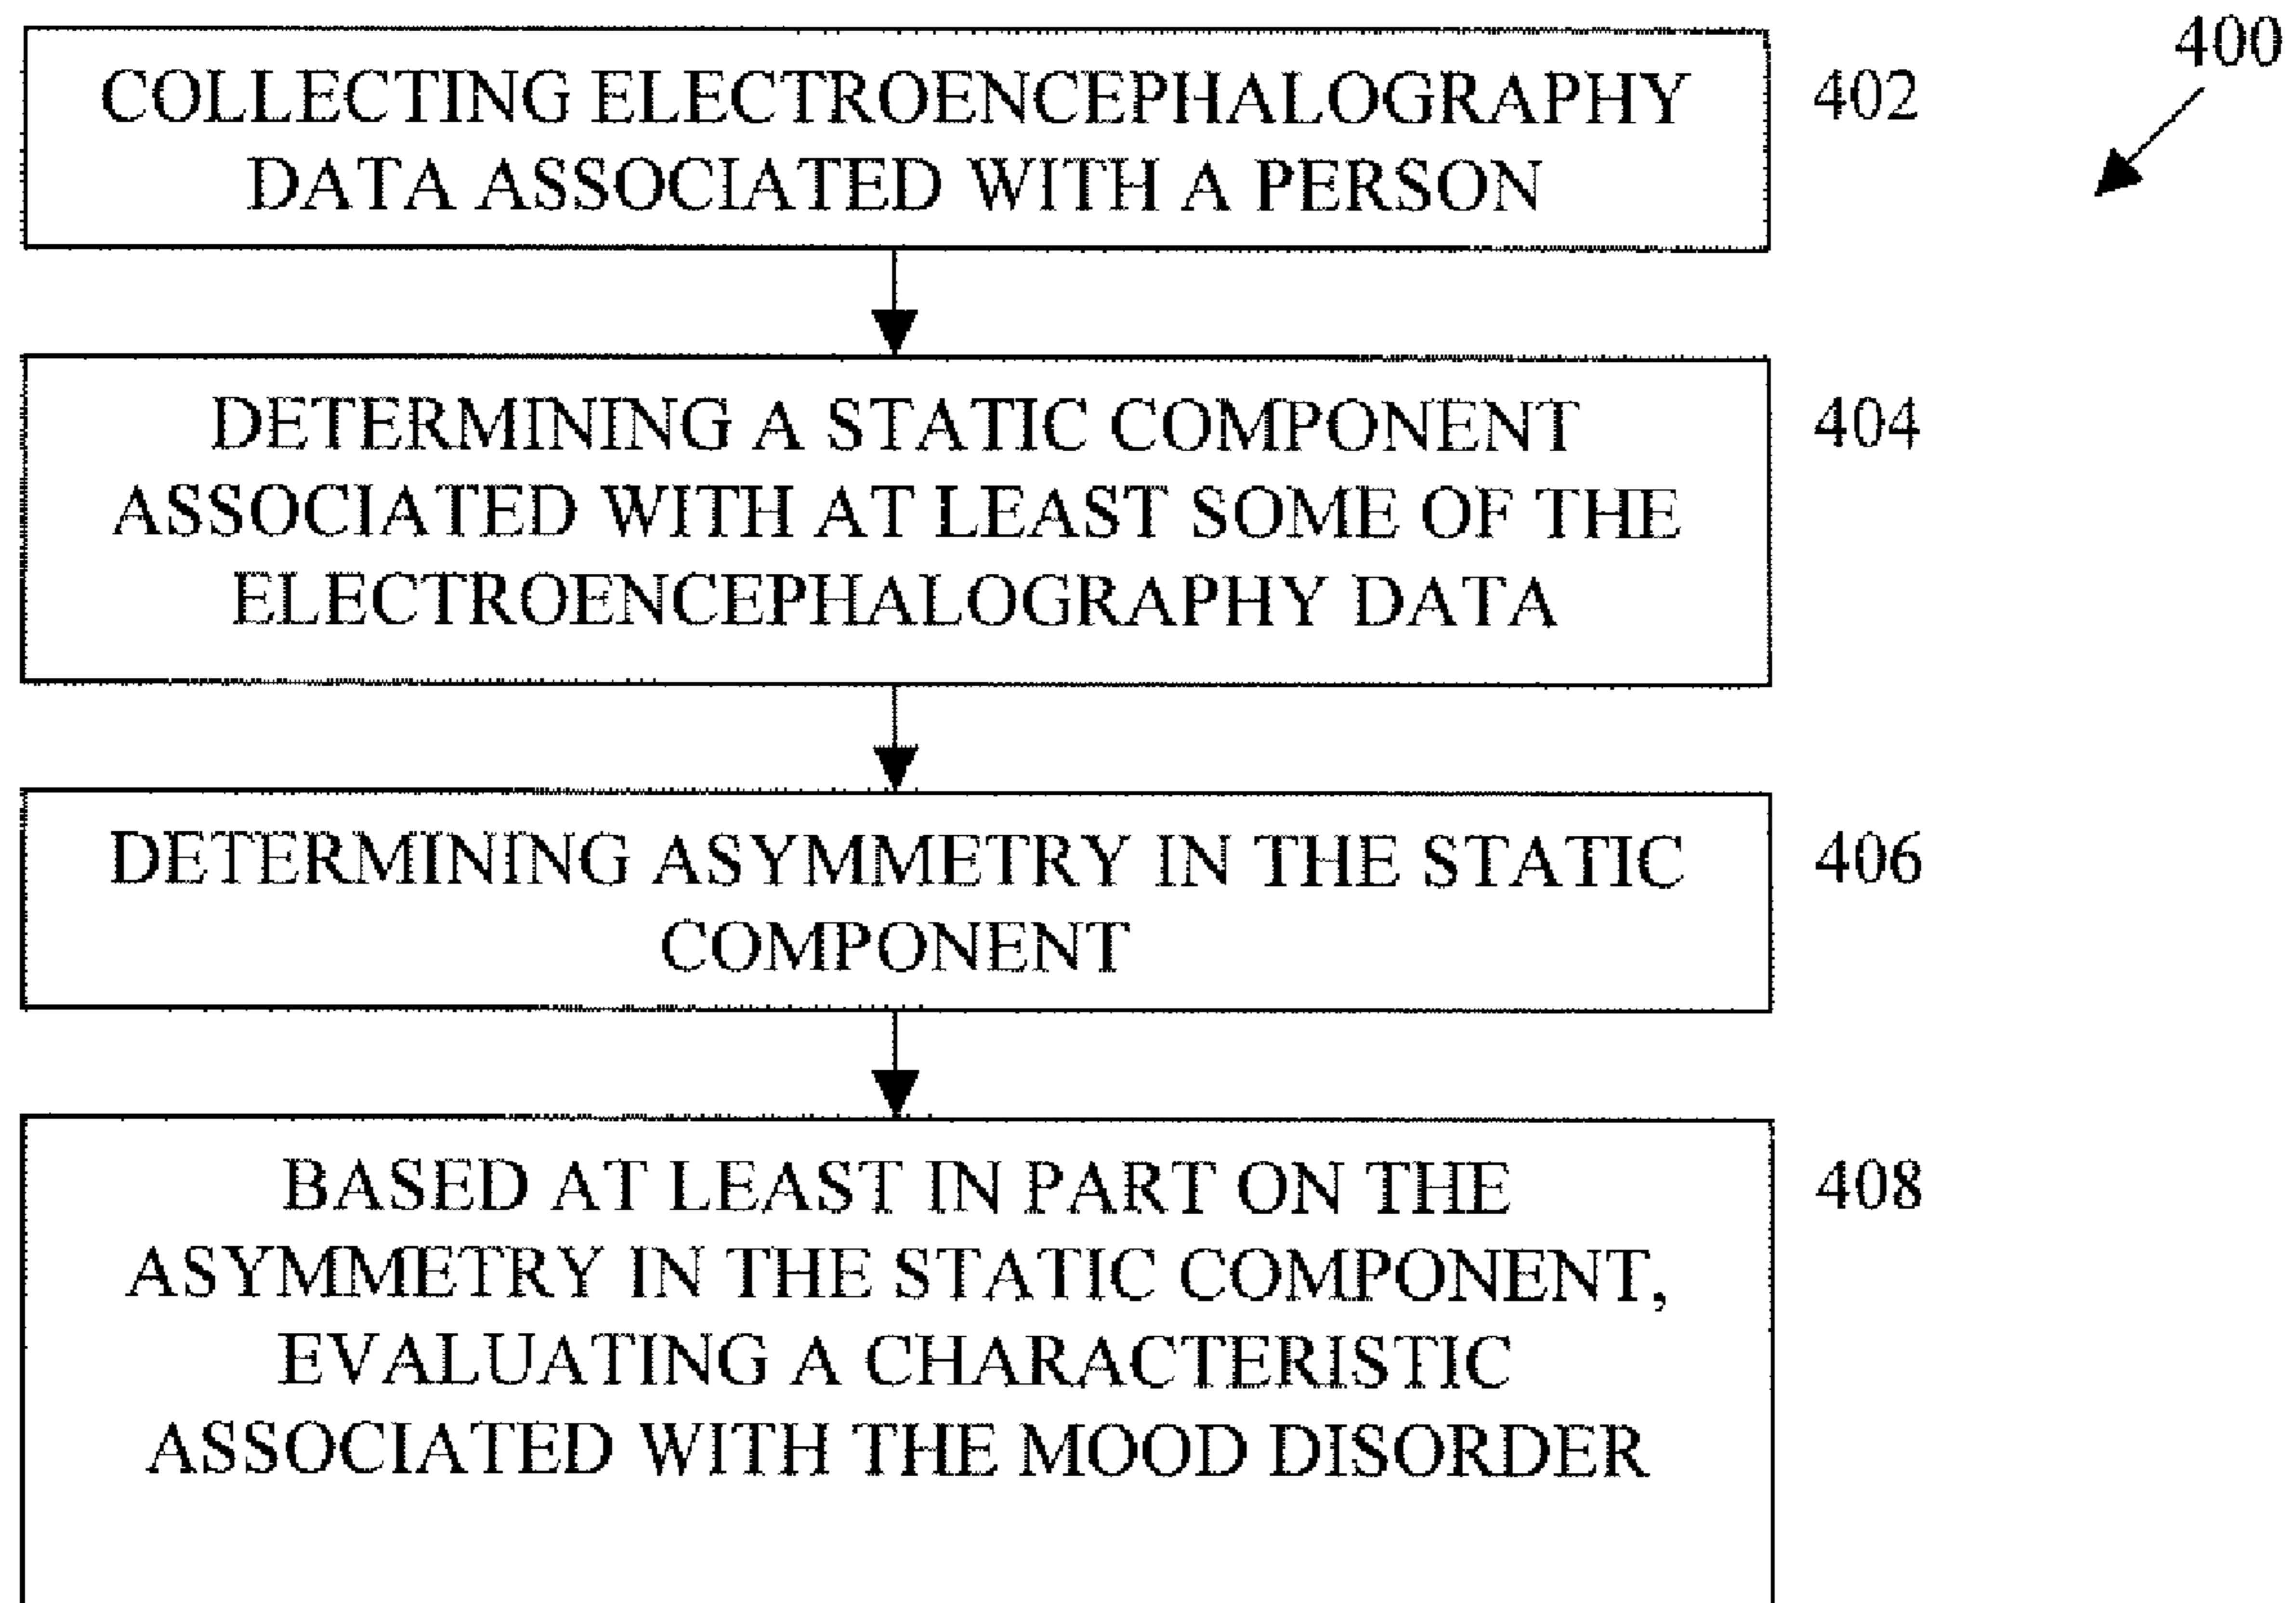 400
COLLECTING ELECTROENCEPHALOGRAPHY
DATA ASSOCIATED WITH A PERSON
402
DETERMINING A STATIC COMPONENT
ASSOCIATED WITH AT LEAST SOME OF THE
ELECTROENCEPHALOGRAPHY DATA
404
DETERMINING ASYMMETRY IN THE STATIC
COMPONENT
406
BASED AT LEAST IN PART ON THE
ASYMMETRY IN THE STATIC COMPONENT,
EVALUATING A CHARACTERISTIC
ASSOCIATED WITH THE MOOD DISORDER
408